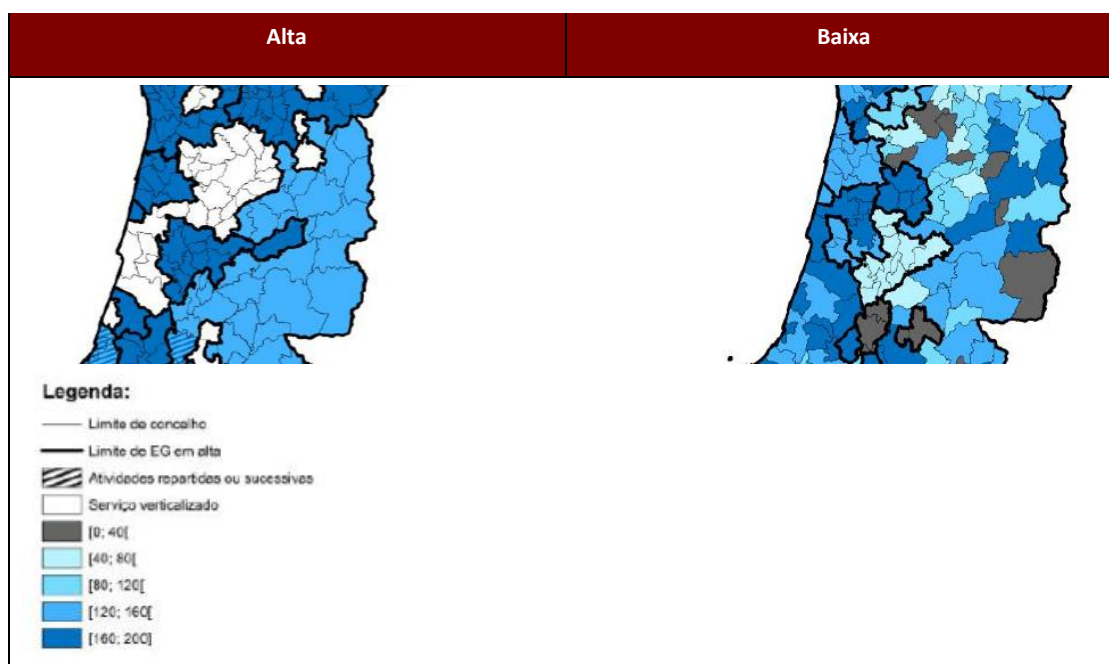 Alta
Baixa
Legenda:
Limite de concelho
Limite de EG em alta
Atividades repartidas ou sucessivas
Serviço verticalizado
[0; 40[
[40; 80[
[80; 120[
[120; 160[
[160; 200]